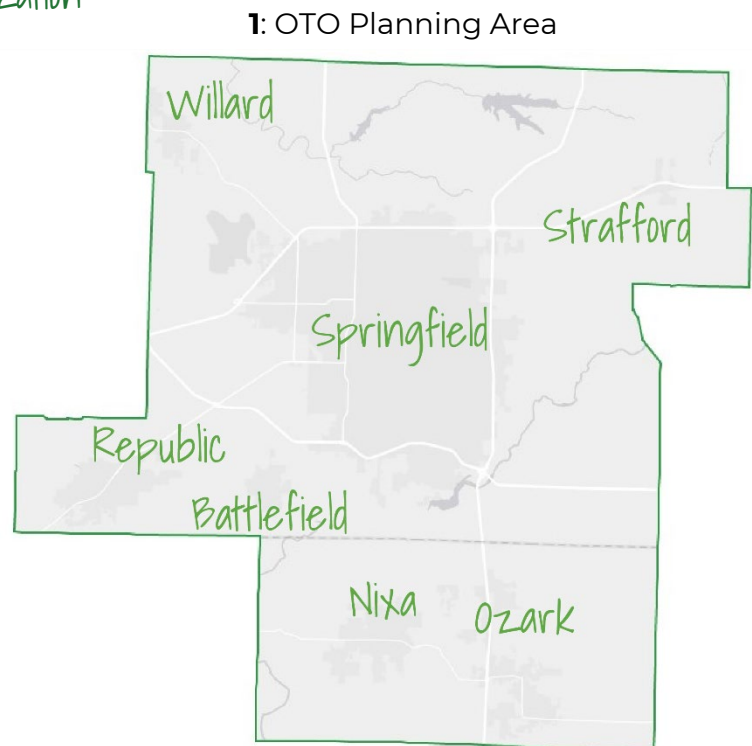 1: OTO Planning Area
Willard
Strafford
Springfield
Republic
Battlefield
Nixa
Ozark